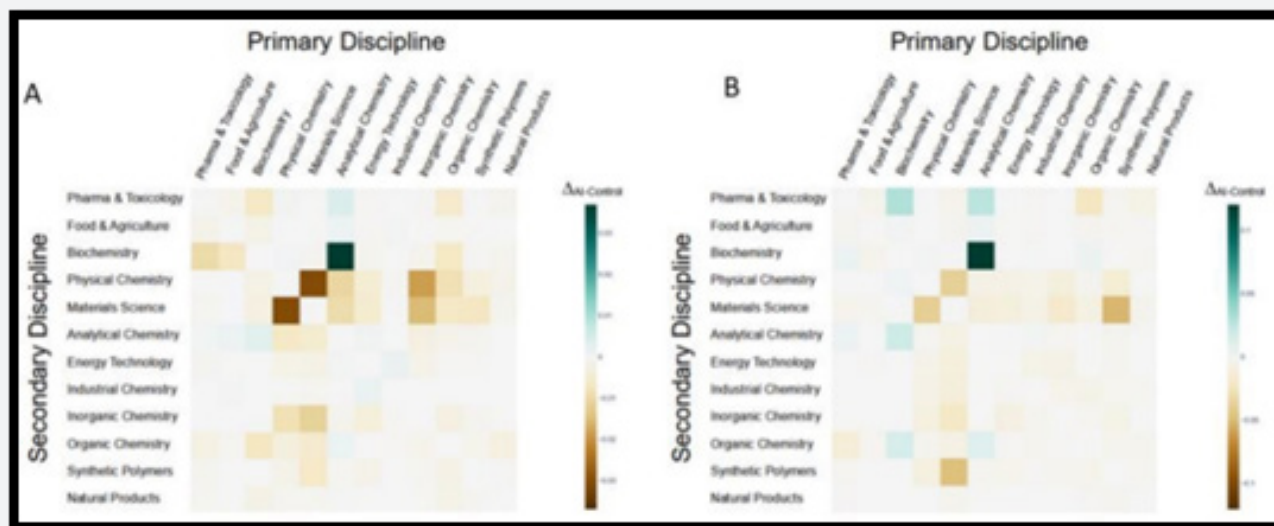 Primary Discipline
A
Pharma & Toxicology
Food & Agriculture
Biochemistry
Physical Chemistry
Materials Science
Analytical Chemistry
Energy Technology
Industrial Chemistry
Inorganic Chemistry
Organic Chemistry
Synthetic Polymers
Natural Products
Secondary Discipline
Pharma & Toxicology
Food & Agriculture
Biochemistry
Physical Chemistry
Materials Science
Analytical Chemistry
Energy Technology
Industrial Chemistry
Inorganic Chemistry
Organic Chemistry
Synthetic Polymers
Natural Products
ΔAI-Control
0
Primary Discipline
B
Pharma & Toxicology
Food & Agriculture
Biochemistry
Physical Chemistry
Materials Science
Analytical Chemistry
Energy Technology
Industrial Chemistry
Inorganic Chemistry
Organic Chemistry
Synthetic Polymers
Natural Products
Secondary Discipline
Pharma & Toxicology
Food & Agriculture
Biochemistry
Physical Chemistry
Materials Science
Analytical Chemistry
Energy Technology
Industrial Chemistry
Inorganic Chemistry
Organic Chemistry
Synthetic Polymers
Natural Products
ΔAI-Control
0